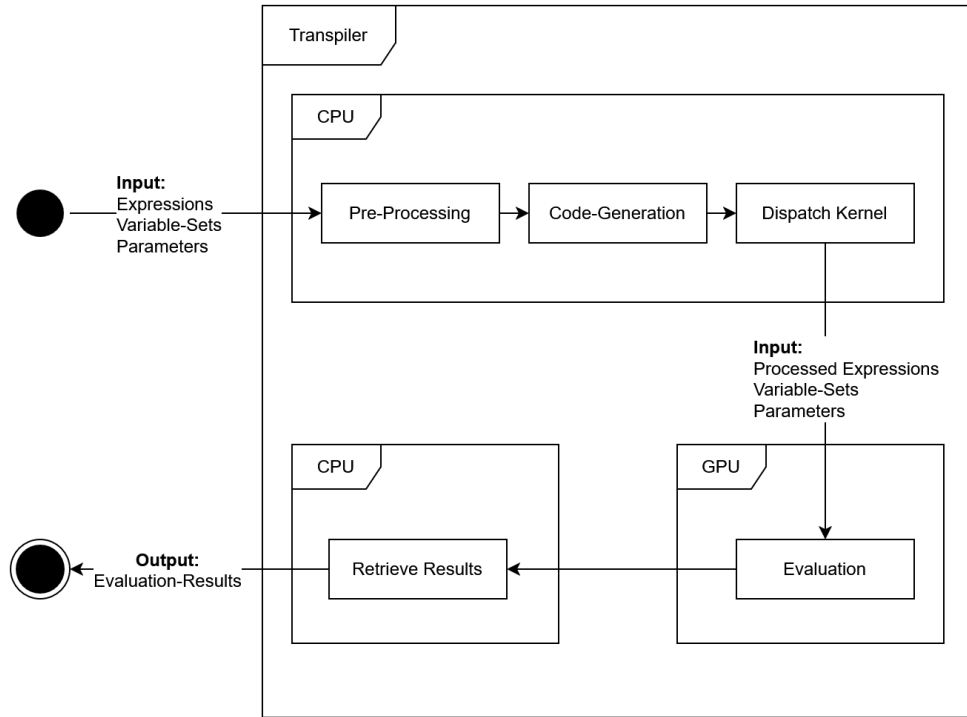 Transpiler
CPU
Input:
Expressions
Variable-Sets
Parameters
Pre-Processing
Code-Generation
Dispatch Kernel
Input:
Processed Expressions
Variable-Sets
Parameters
CPU
GPU
Output:
Evaluation-Results
Retrieve Results
Evaluation